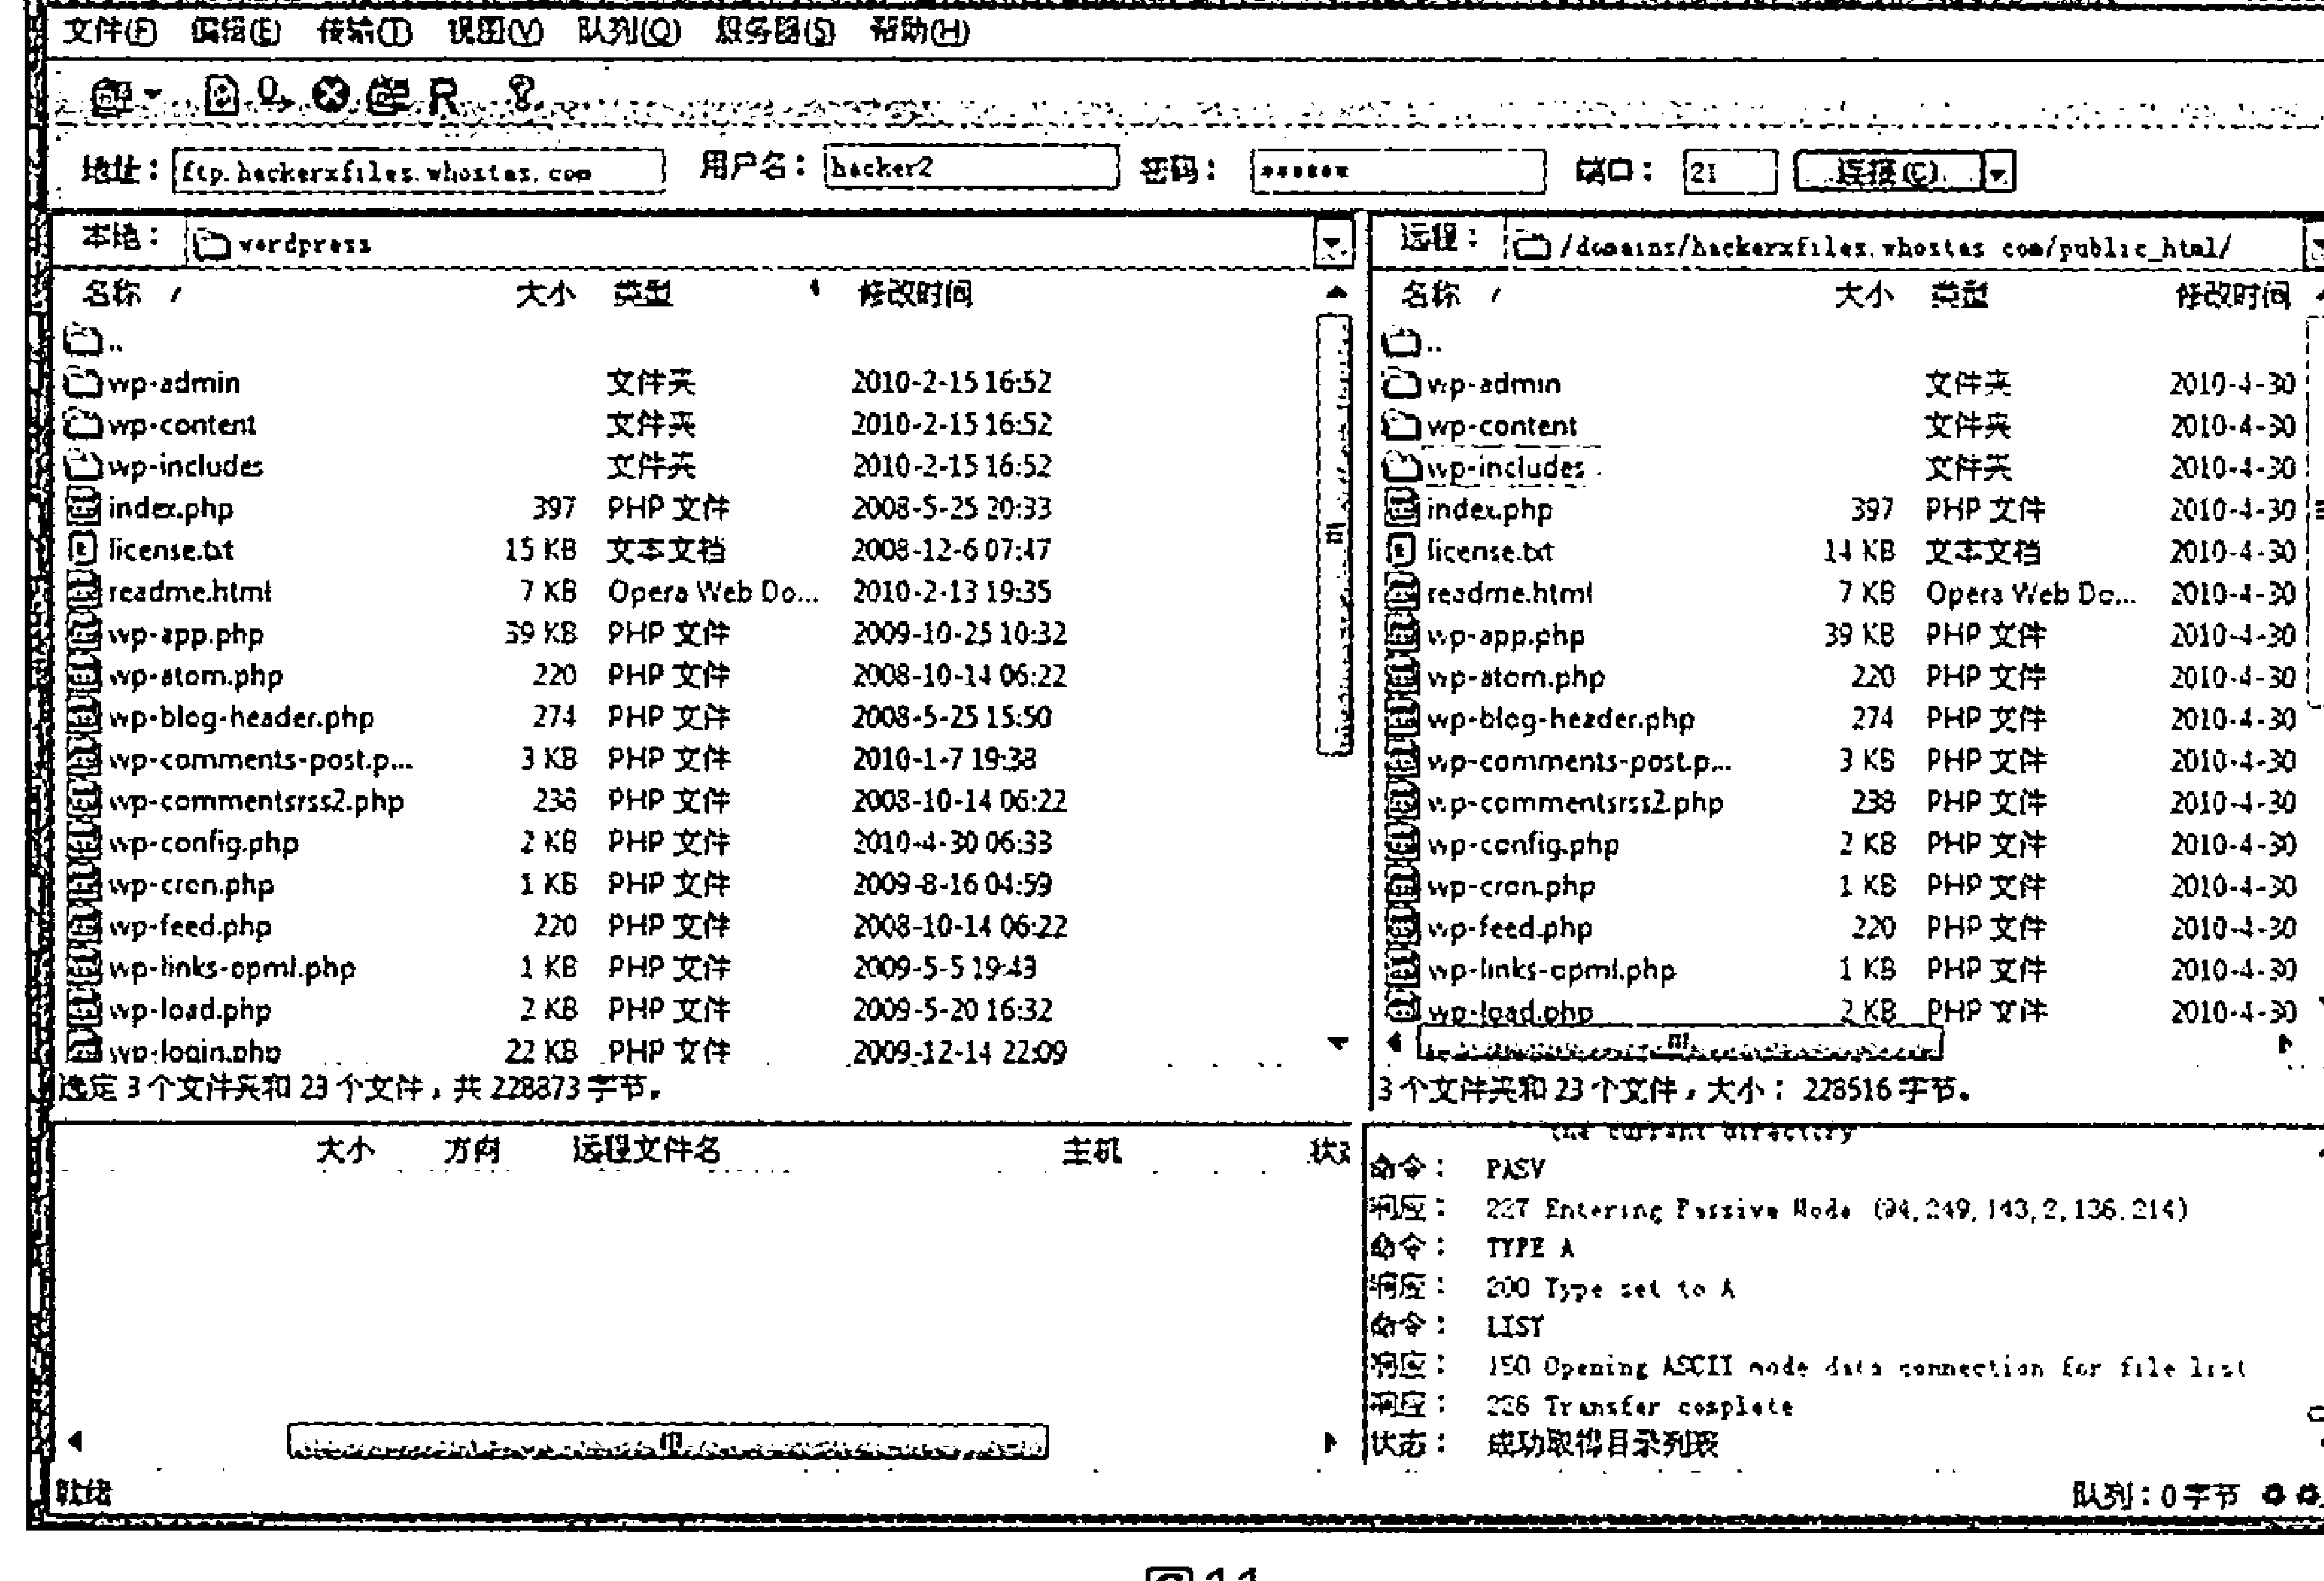 文件(F) 编辑(E) 传输(T) 视图(V) 队列(Q) 服务器(S) 帮助(H)
地址: ftp.hackerxfiles.whostas.com 用户名: hacker2 密码: ****** 端口: 21 连接(C)
本地: wordpress
名称 / 大小 类型 修改时间
..
wp-admin 文件夹 2010-2-15 16:52
wp-content 文件夹 2010-2-15 16:52
wp-includes 文件夹 2010-2-15 16:52
index.php 397 PHP 文件 2008-5-25 20:33
license.txt 15 KB 文本文档 2008-12-6 07:47
readme.html 7 KB Opera Web Do... 2010-2-13 19:35
wp-app.php 39 KB PHP 文件 2009-10-25 10:32
wp-atom.php 220 PHP 文件 2008-10-14 06:22
wp-blog-header.php 274 PHP 文件 2008-5-25 15:50
wp-comments-post.p... 3 KB PHP 文件 2010-1-7 19:38
wp-commentsrss2.php 238 PHP 文件 2008-10-14 06:22
wp-config.php 2 KB PHP 文件 2010-4-30 06:33
wp-cron.php 1 KB PHP 文件 2009-8-16 04:59
wp-feed.php 220 PHP 文件 2008-10-14 06:22
wp-links-opml.php 1 KB PHP 文件 2009-5-5 19:43
wp-load.php 2 KB PHP 文件 2009-5-20 16:32
wp-login.php 22 KB PHP 文件 2009-12-14 22:09
选定 3 个文件夹和 23 个文件，共 228873 字节。
远程: /domains/hackerxfiles.whostas.com/public_html/
名称 / 大小 类型 修改时间
..
wp-admin 文件夹 2010-4-30
wp-content 文件夹 2010-4-30
wp-includes 文件夹 2010-4-30
index.php 397 PHP 文件 2010-4-30
license.txt 14 KB 文本文档 2010-4-30
readme.html 7 KB Opera Web Do... 2010-4-30
wp-app.php 39 KB PHP 文件 2010-4-30
wp-atom.php 220 PHP 文件 2010-4-30
wp-blog-header.php 274 PHP 文件 2010-4-30
wp-comments-post.p... 3 KB PHP 文件 2010-4-30
wp-commentsrss2.php 238 PHP 文件 2010-4-30
wp-config.php 2 KB PHP 文件 2010-4-30
wp-cron.php 1 KB PHP 文件 2010-4-30
wp-feed.php 220 PHP 文件 2010-4-30
wp-links-opml.php 1 KB PHP 文件 2010-4-30
wp-load.php 2 KB PHP 文件 2010-4-30
3 个文件夹和 23 个文件，大小: 228516 字节。
大小 方向 远程文件名 主机
the current directory
命令: PASV
响应: 227 Entering Passive Mode (94,249,143,2,136,214)
命令: TYPE A
响应: 200 Type set to A
命令: LIST
响应: 150 Opening ASCII mode data connection for file list
响应: 226 Transfer complete
状态: 成功取得目录列表
就绪 队列: 0 字节
图11